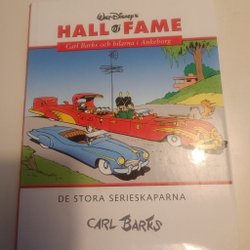 Walt Disney's
HALL of FAME
Carl Barks och bilarna i Ankeborg
DE STORA SERIESKAPARNA
CARL BARKS